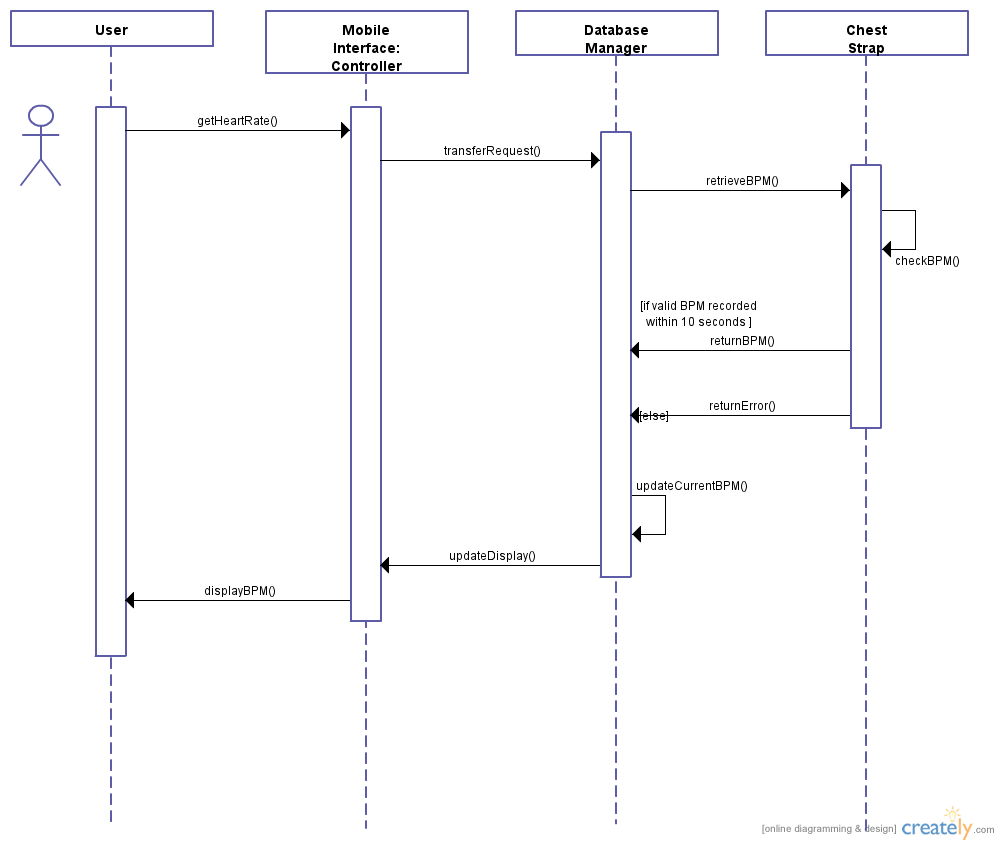 User
Mobile
Interface:
Controller
Database
Manager
Chest
Strap
getHeartRate()
transferRequest()
retrieveBPM()
checkBPM()
[if valid BPM recorded
within 10 seconds ]
returnBPM()
returnError()
[else]
updateCurrentBPM()
updateDisplay()
displayBPM()
[online diagramming & design] creately.com